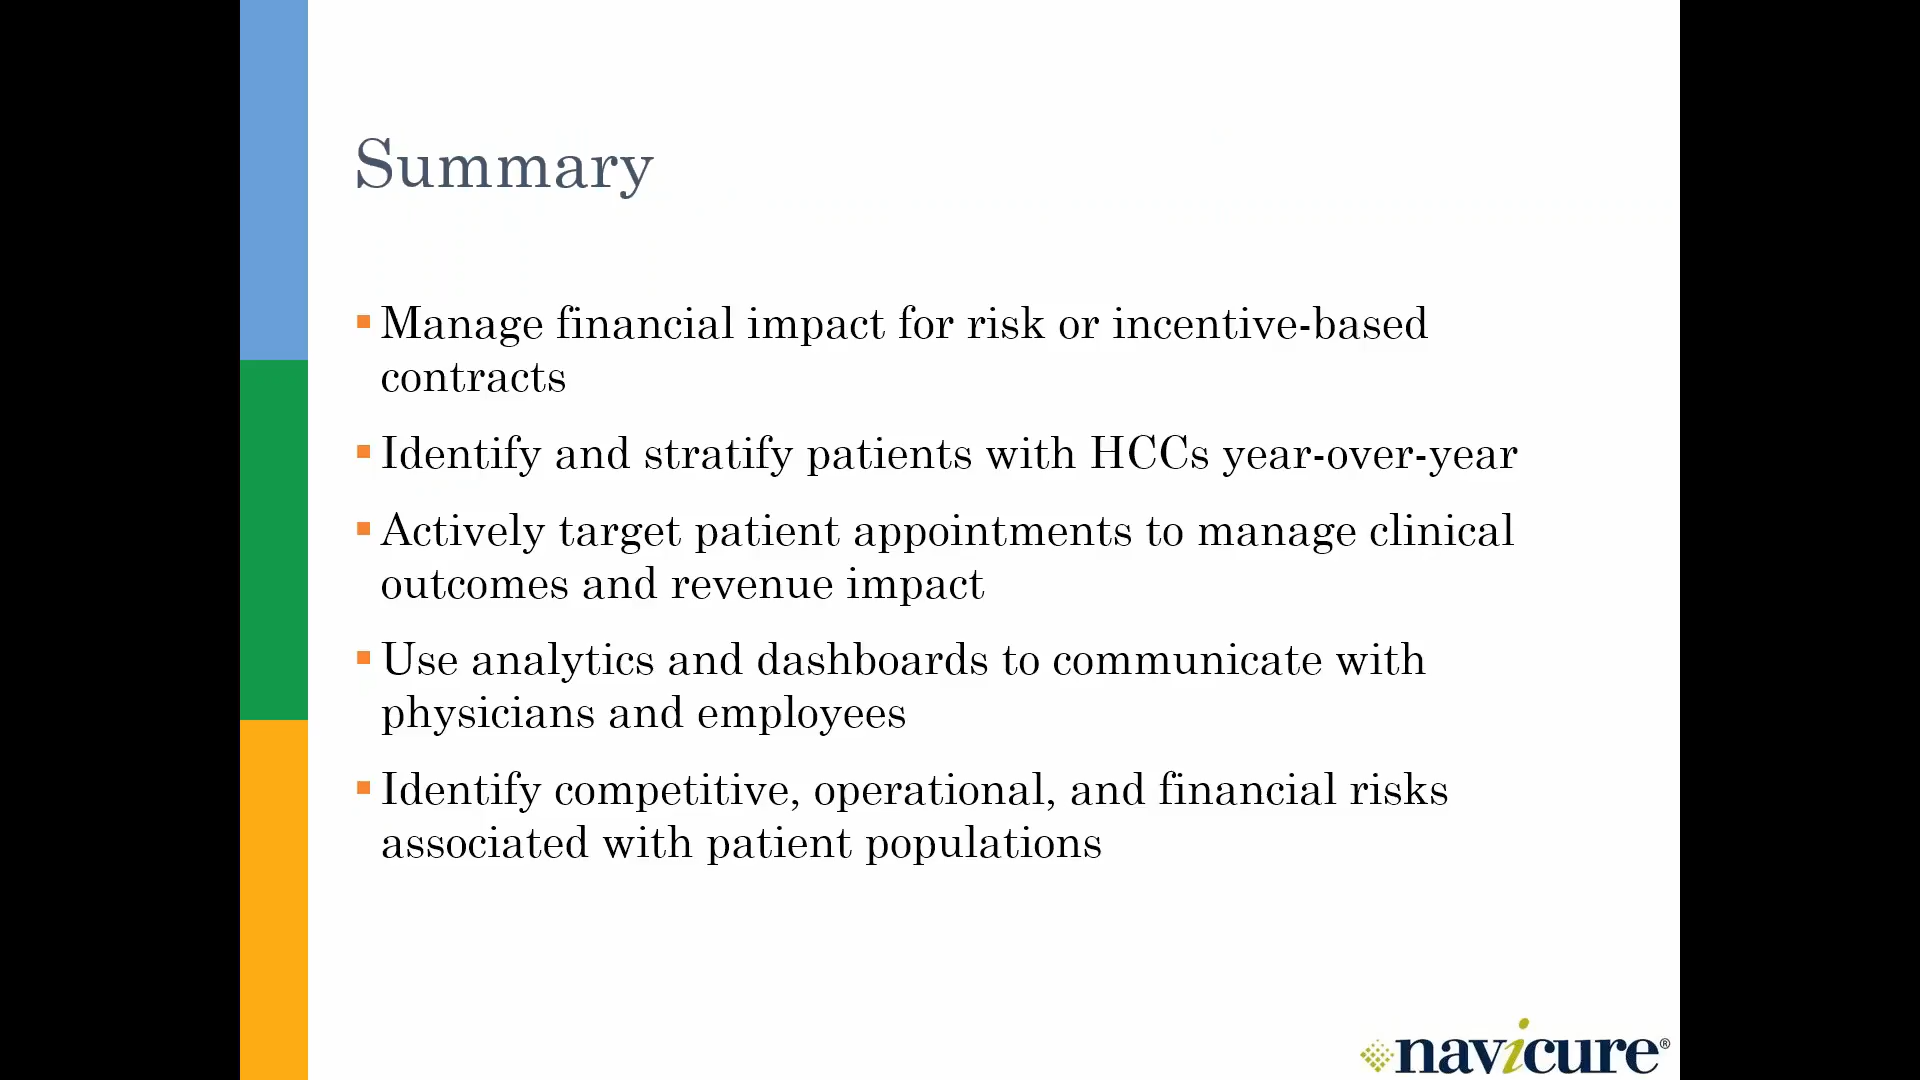 Summary
Manage financial impact for risk or incentive-based
contracts
Identify and stratify patients with HCCs year-over-year
Actively target patient appointments to manage clinical
outcomes and revenue impact
Use analytics and dashboards to communicate with
physicians and employees
Identify competitive, operational, and financial risks
associated with patient populations
navicure®